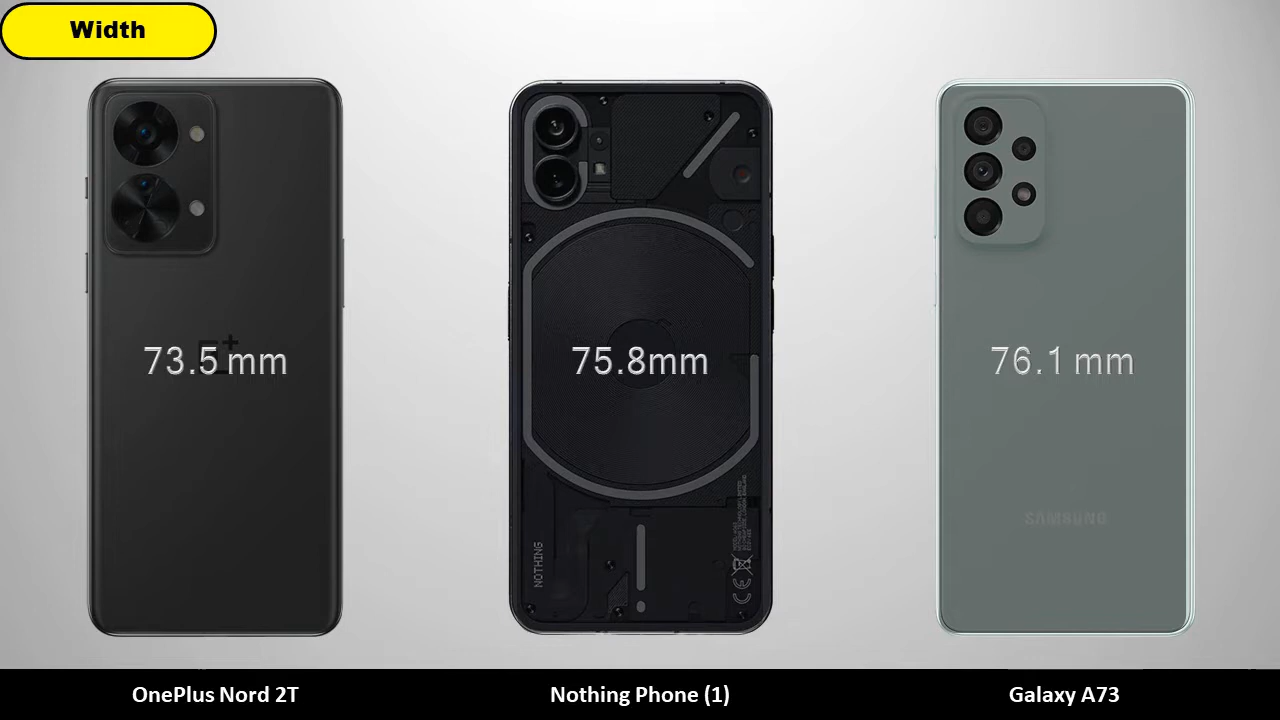 Width
73.5 mm
75.8mm
76.1 mm
NOTHING
SAMSUNG
OnePlus Nord 2T
Nothing Phone (1)
Galaxy A73